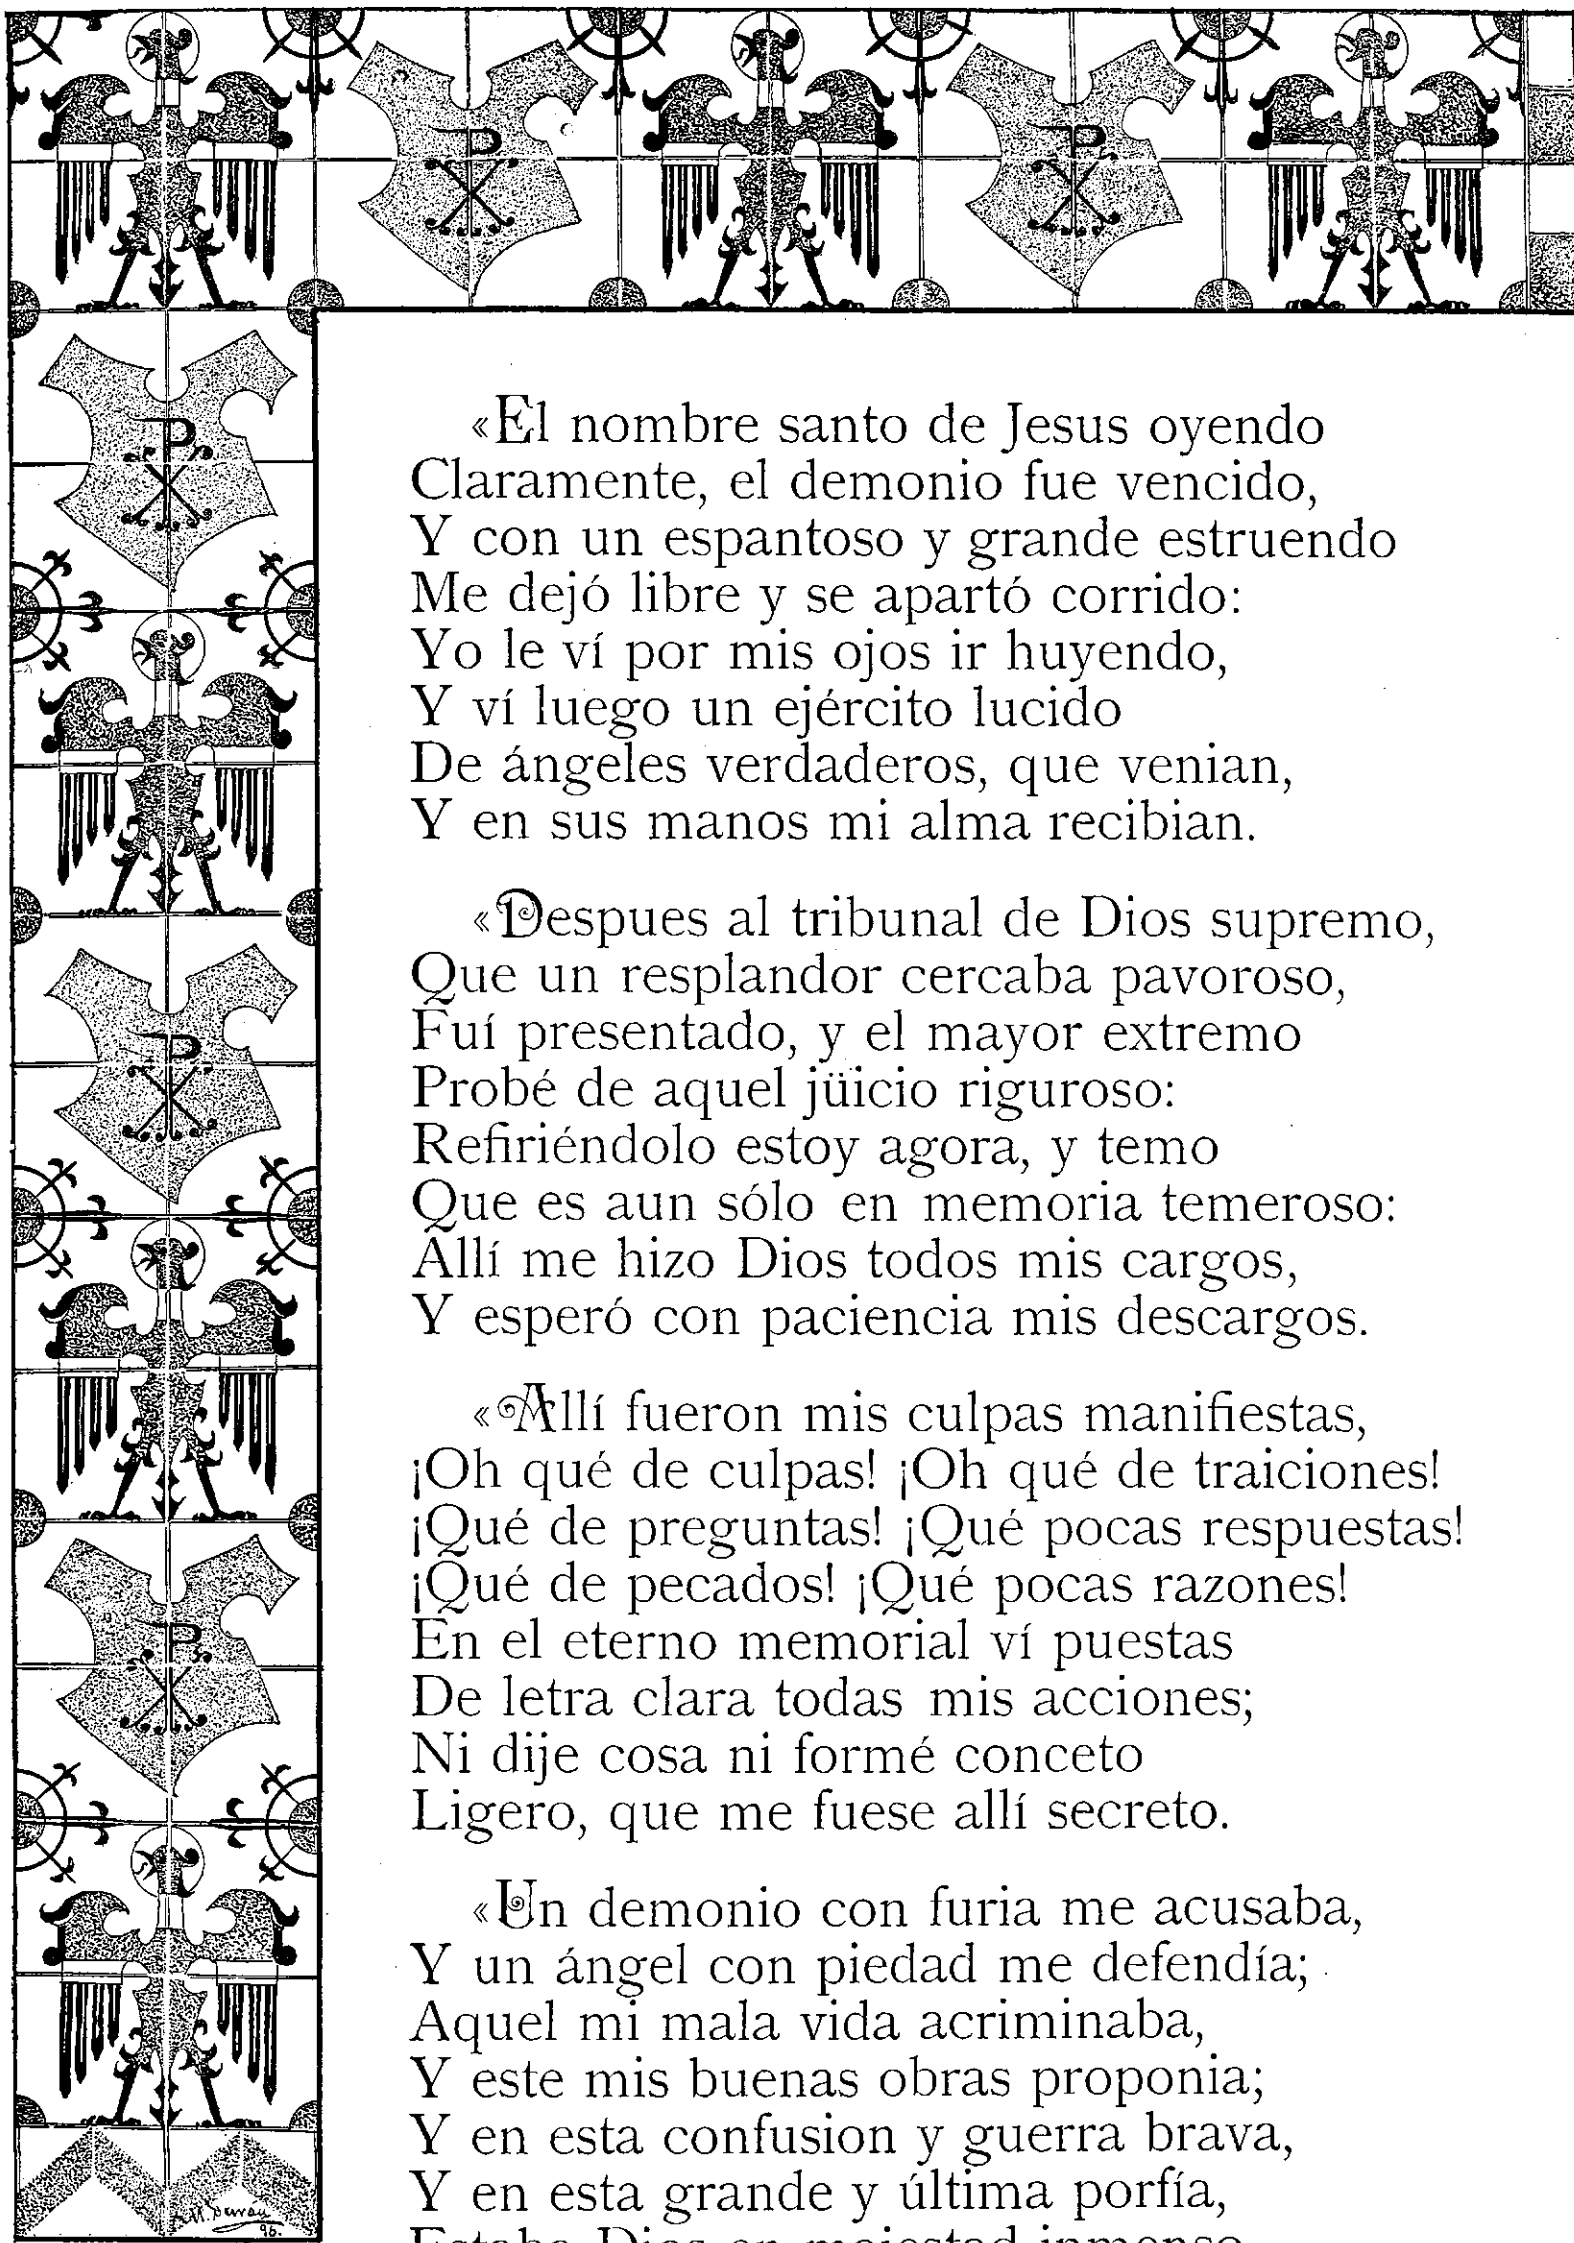 «El nombre santo de Jesus oyendo
Claramente, el demonio fue vencido,
Y con un espantoso y grande estruendo
Me dejó libre y se apartó corrido:
Yo le ví por mis ojos ir huyendo,
Y ví luego un ejército lucido
De ángeles verdaderos, que venian,
Y en sus manos mi alma recibian.
«Despues al tribunal de Dios supremo,
Que un resplandor cercaba pavoroso,
Fuí presentado, y el mayor extremo
Probé de aquel jüicio riguroso:
Refiriéndolo estoy agora, y temo
Que es aun sólo en memoria temeroso:
Allí me hizo Dios todos mis cargos,
Y esperó con paciencia mis descargos.
«Allí fueron mis culpas manifiestas,
¡Oh qué de culpas! ¡Oh qué de traiciones!
¡Qué de preguntas! ¡Qué pocas respuestas!
¡Qué de pecados! ¡Qué pocas razones!
En el eterno memorial ví puestas
De letra clara todas mis acciones;
Ni dije cosa ni formé conceto
Ligero, que me fuese allí secreto.
«Un demonio con furia me acusaba,
Y un ángel con piedad me defendía;
Aquel mi mala vida acriminaba,
Y este mis buenas obras proponia;
Y en esta confusion y guerra brava,
Y en esta grande y última porfía,
Estaba Dios en majestad inmenso
96.